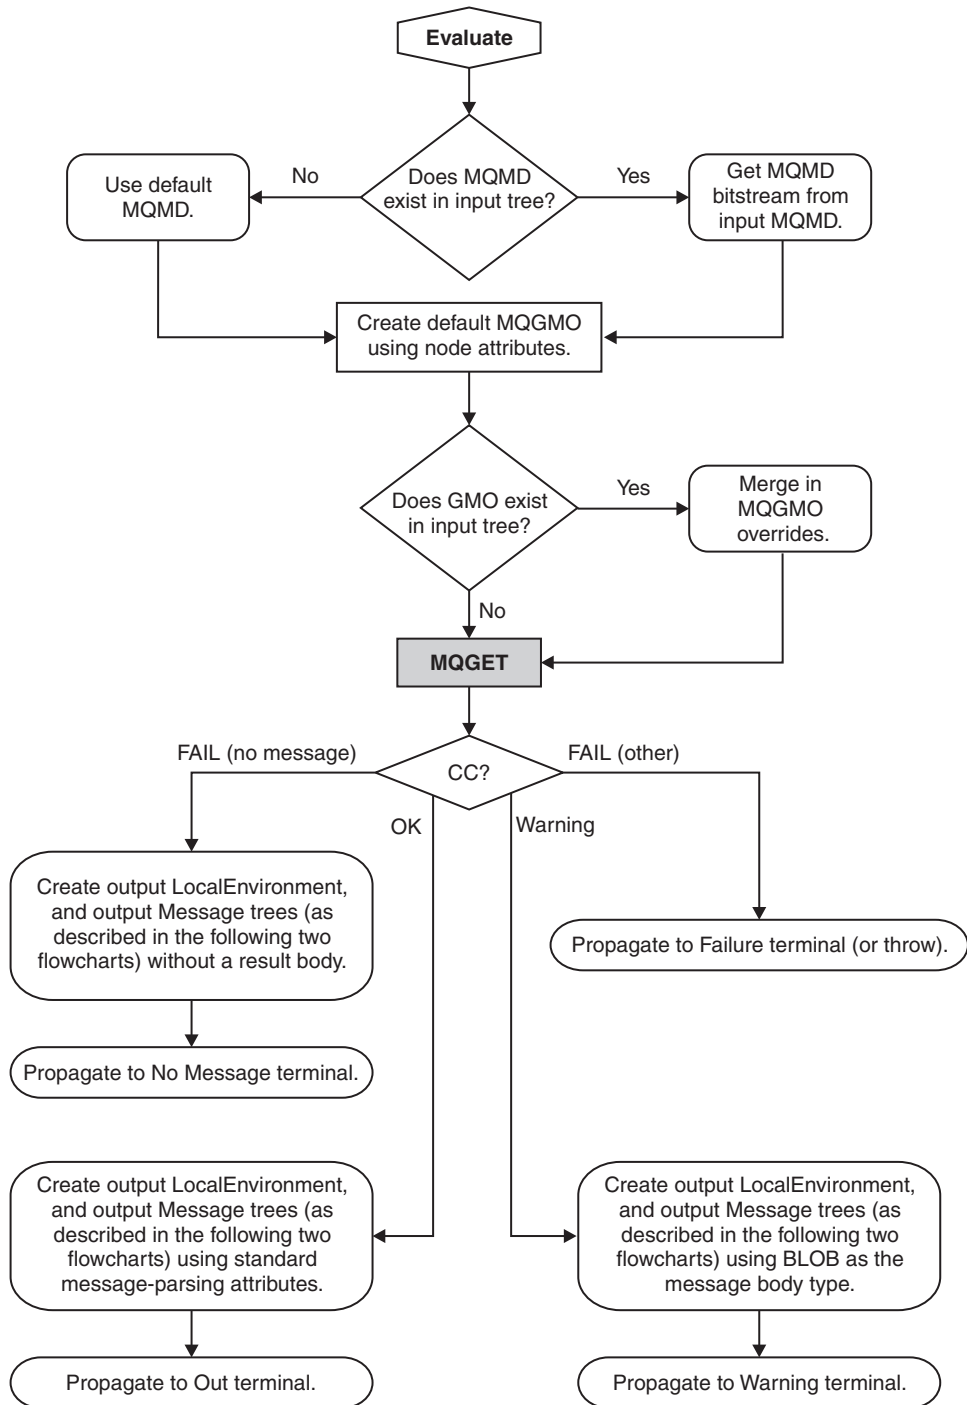 Evaluate
Does MQMD
exist in input tree?
No
Yes
Use default
MQMD.
Get MQMD
bitstream from
input MQMD.
Create default MQGMO
using node attributes.
Does GMO exist
in input tree?
Yes
Merge in
MQGMO
overrides.
No
MQGET
CC?
FAIL (no message)
FAIL (other)
OK
Warning
Create output LocalEnvironment,
and output Message trees (as
described in the following two
flowcharts) without a result body.
Propagate to Failure terminal (or throw).
Propagate to No Message terminal.
Create output LocalEnvironment,
and output Message trees (as
described in the following two
flowcharts) using standard
message-parsing attributes.
Create output LocalEnvironment,
and output Message trees (as
described in the following two
flowcharts) using BLOB as the
message body type.
Propagate to Out terminal.
Propagate to Warning terminal.